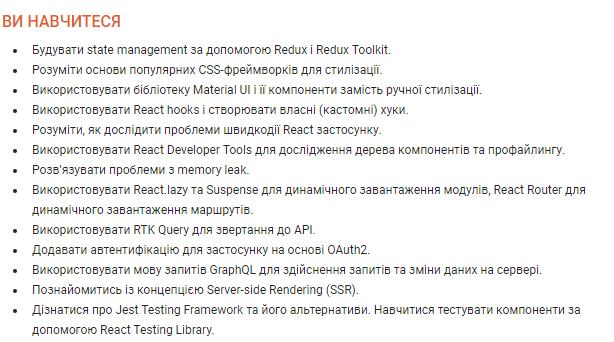 ВИ НАВЧИТЕСЯ
• Будувати state management за допомогою Redux і Redux Toolkit.
• Розуміти основи популярних CSS-фреймворків для стилізації.
• Використовувати бібліотеку Material UI і її компоненти замість ручної стилізації.
• Використовувати React hooks і створювати власні (кастомні) хуки.
• Розуміти, як дослідити проблеми швидкодії React застосунку.
• Використовувати React Developer Tools для дослідження дерева компонентів та профайлингу.
• Розв'язувати проблеми з memory leak.
• Використовувати React.lazy та Suspense для динамічного завантаження модулів, React Router для
динамічного завантаження маршрутів.
• Використовувати RTK Query для звертання до API.
• Додавати автентифікацію для застосунку на основі OAuth2.
• Використовувати мову запитів GraphQL для здійснення запитів та зміни даних на сервері.
• Познайомитись із концепцією Server-side Rendering (SSR).
• Дізнатися про Jest Testing Framework та його альтернативи. Навчитися тестувати компоненти за
допомогою React Testing Library.